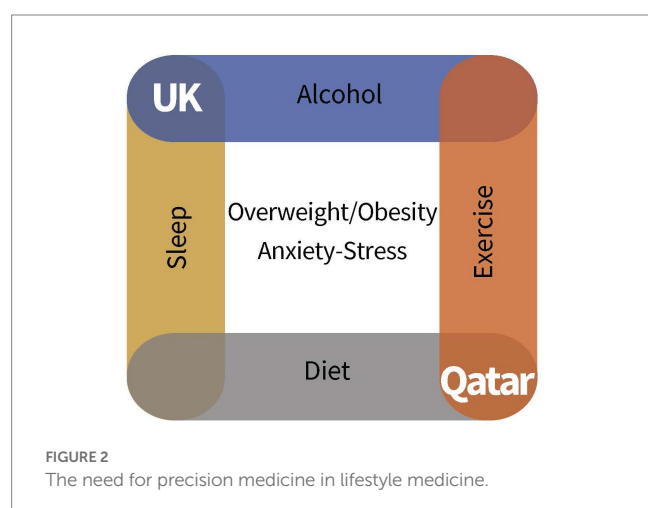 UK
Alcohol
Sleep
Overweight/Obesity
Anxiety-Stress
Exercise
Diet
Qatar
FIGURE 2
The need for precision medicine in lifestyle medicine.